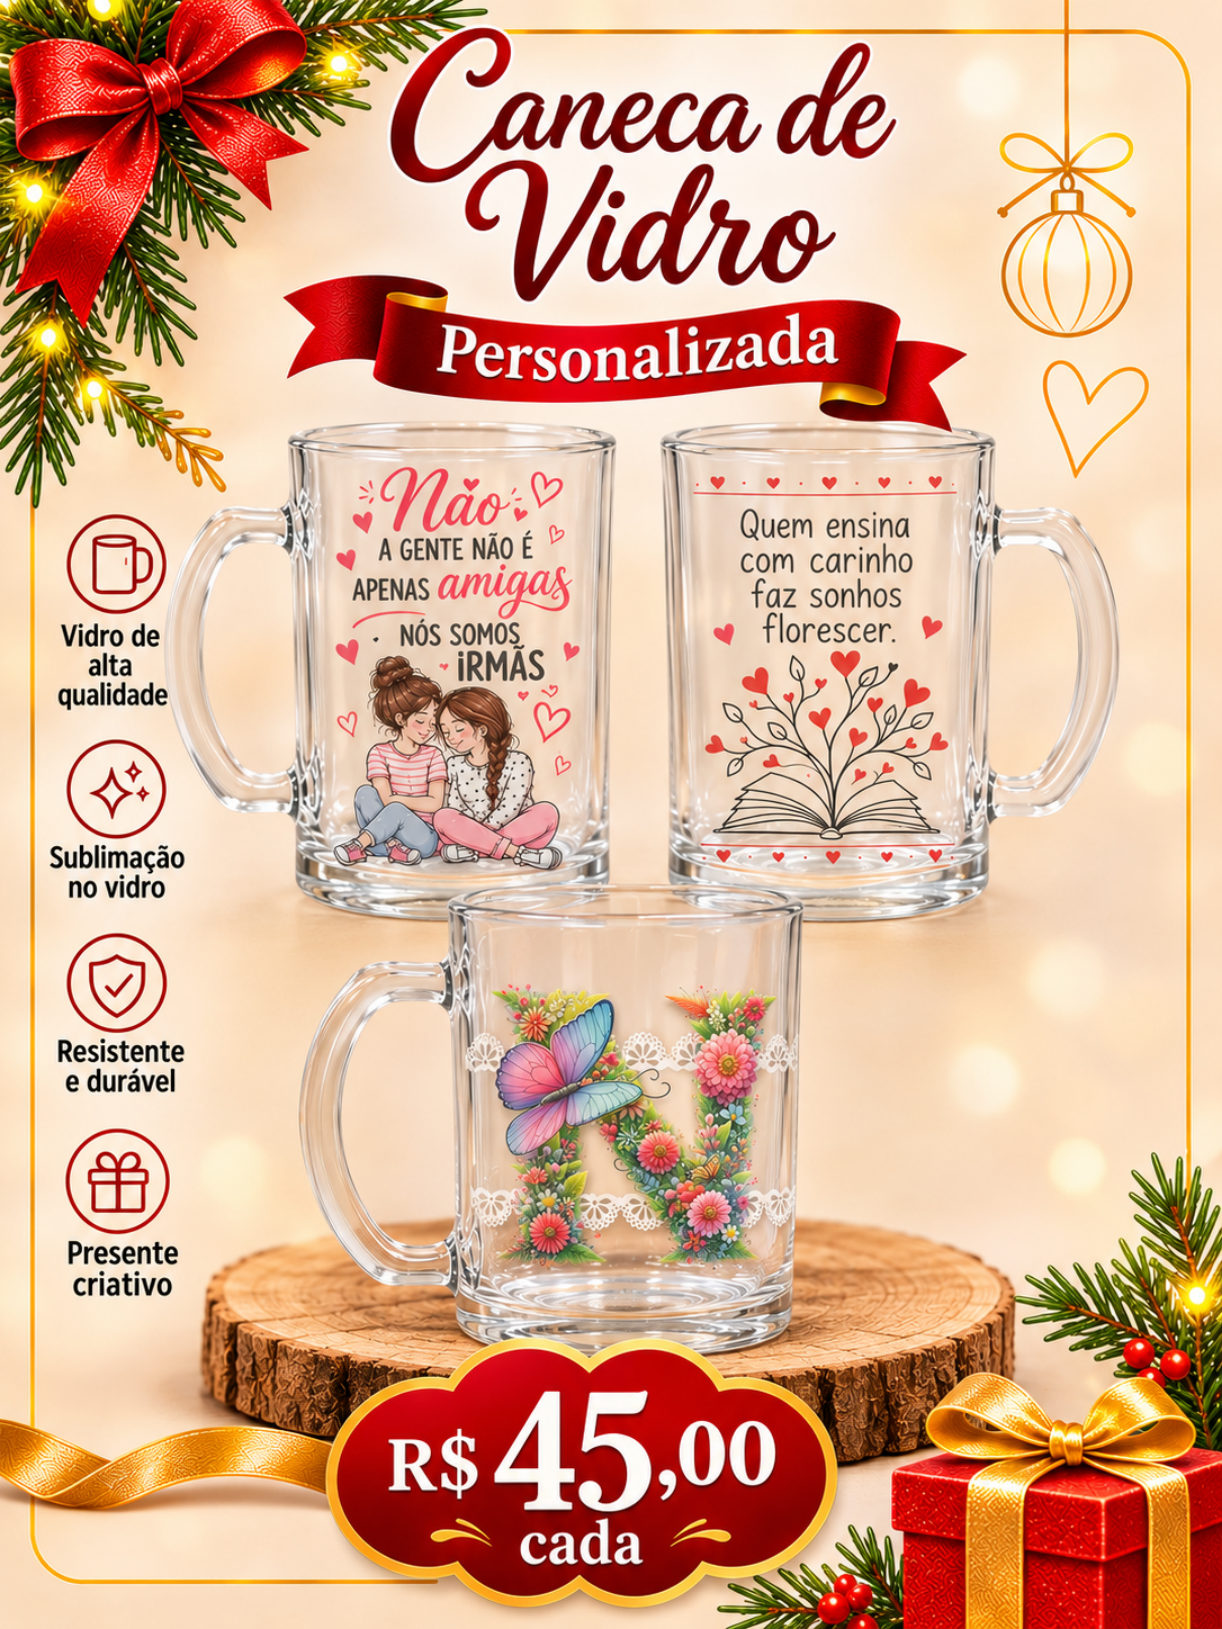 Caneca de
Vidro
Personalizada
Não
A GENTE NÃO É
APENAS amigas
NÓS SOMOS
iRMÃS
Quem ensina
com carinho
faz sonhos
florescer.
Vidro de
alta
qualidade
Sublimação
no vidro
Resistente
e durável
Presente
criativo
N
R$ 45,00
cada